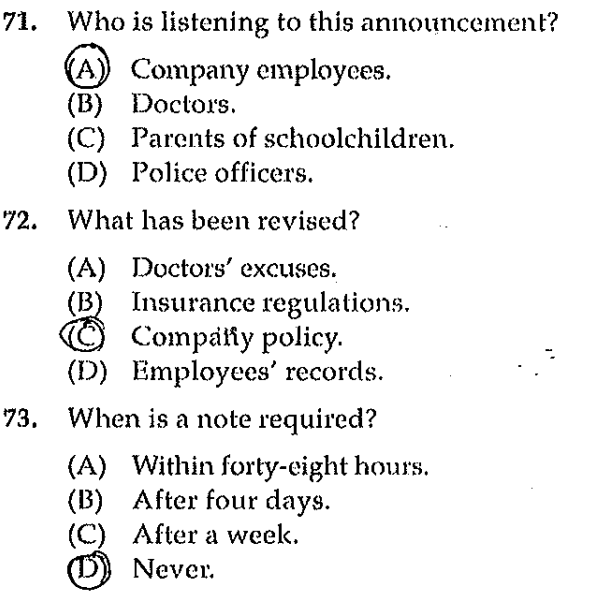 71. Who is listening to this announcement?
(A) Company employees.
(B) Doctors.
(C) Parents of schoolchildren.
(D) Police officers.
72. What has been revised?
(A) Doctors' excuses.
(B) Insurance regulations.
(C) Company policy.
(D) Employees' records.
73. When is a note required?
(A) Within forty-eight hours.
(B) After four days.
(C) After a week.
(D) Never.